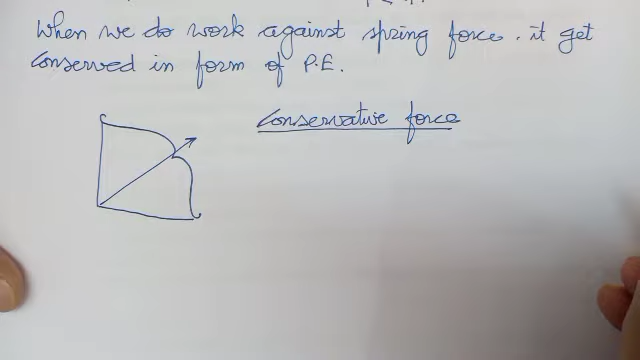 When we do work against spring force. it get
conserved in form of P.E.
Conservative force